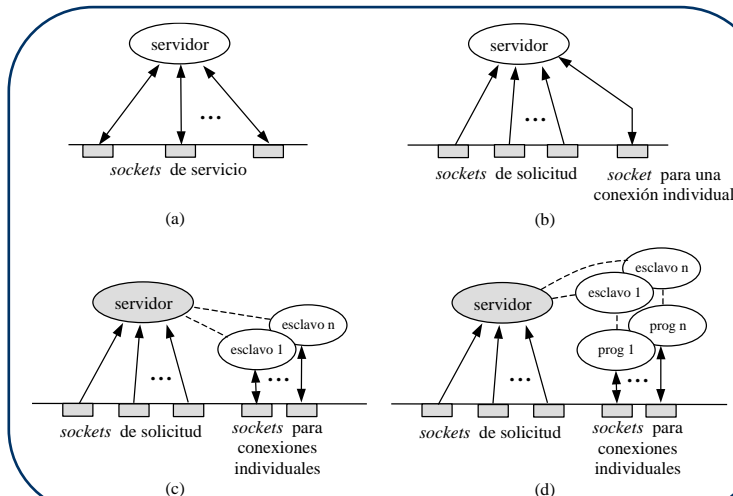 servidor
...
sockets de servicio
(a)
servidor
...
sockets de solicitud
socket para una
conexión individual
(b)
servidor
esclavo n
esclavo 1
...
...
sockets de solicitud
sockets para
conexiones
individuales
(c)
servidor
esclavo n
esclavo 1
prog n
prog 1
...
...
sockets de solicitud
sockets para
conexiones
individuales
(d)